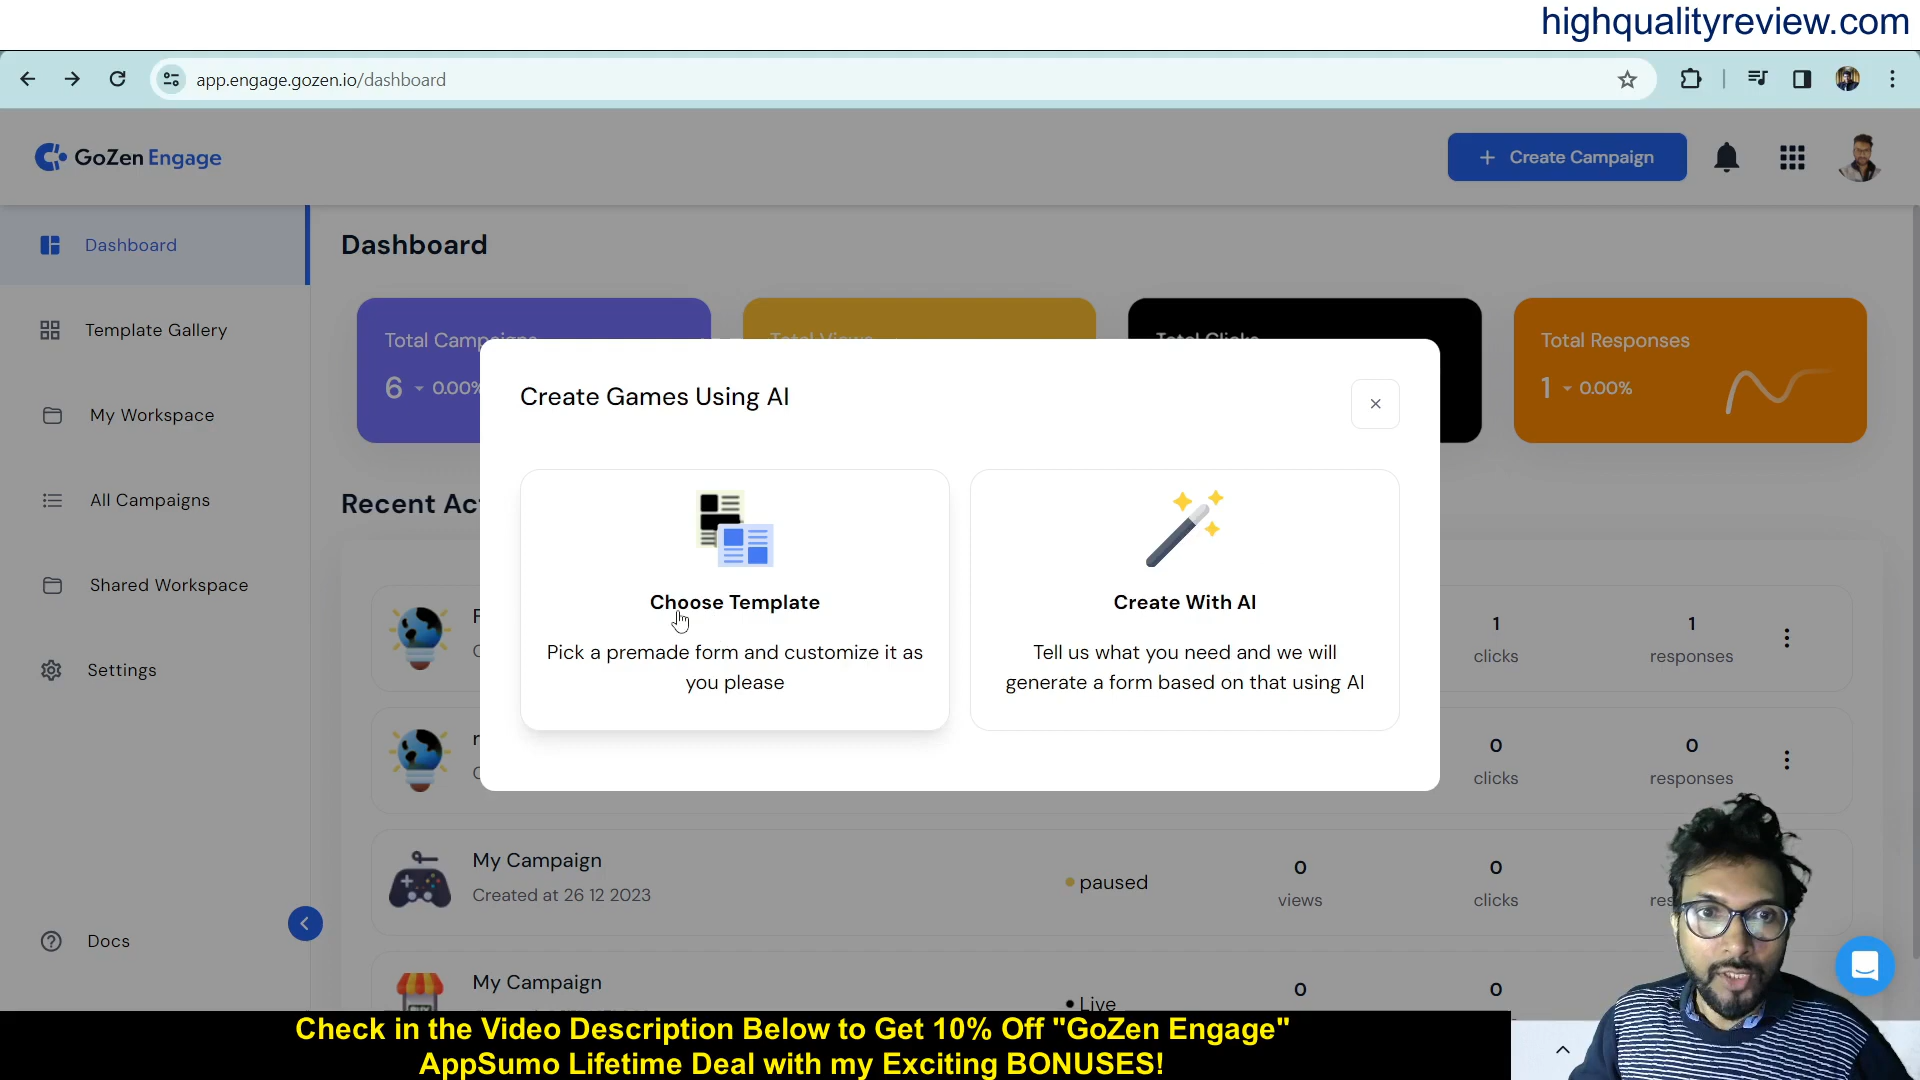 highqualityreview.com
app.engage.gozen.io/dashboard
GoZen Engage
+ Create Campaign
Dashboard
Template Gallery
My Workspace
All Campaigns
Shared Workspace
Settings
Docs
Dashboard
Total Campaigns
6 0.00%
Total Views
Total Clicks
Total Responses
1 0.00%
Create Games Using AI
Choose Template
Pick a premade form and customize it as
you please
Create With AI
Tell us what you need and we will
generate a form based on that using AI
1 1
clicks responses
0 0
clicks responses
My Campaign
Created at 26 12 2023
paused
0 0
views clicks
My Campaign
Live
0 0
Check in the Video Description Below to Get 10% Off "GoZen Engage"
AppSumo Lifetime Deal with my Exciting BONUSES!